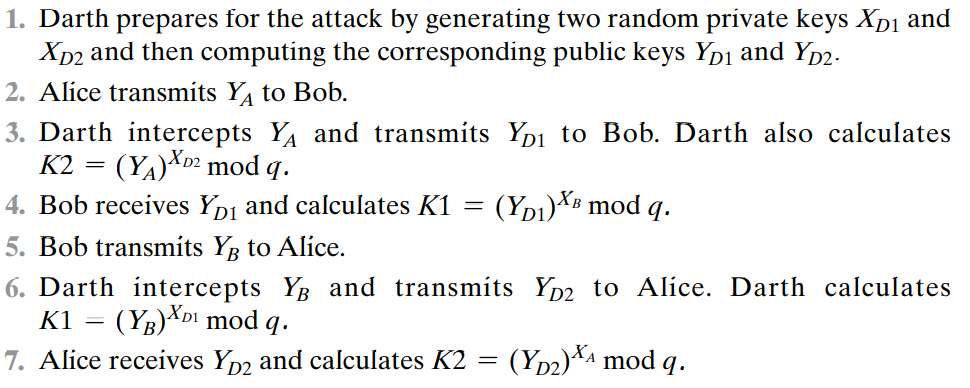 1. Darth prepares for the attack by generating two random private keys X_{D1} and
X_{D2} and then computing the corresponding public keys Y_{D1} and Y_{D2}.
2. Alice transmits Y_A to Bob.
3. Darth intercepts Y_A and transmits Y_{D1} to Bob. Darth also calculates
K2 = (Y_A)^{X_{D2}} mod q.
4. Bob receives Y_{D1} and calculates K1 = (Y_{D1})^{X_B} mod q.
5. Bob transmits Y_B to Alice.
6. Darth intercepts Y_B and transmits Y_{D2} to Alice. Darth calculates
K1 = (Y_B)^{X_{D1}} mod q.
7. Alice receives Y_{D2} and calculates K2 = (Y_{D2})^{X_A} mod q.